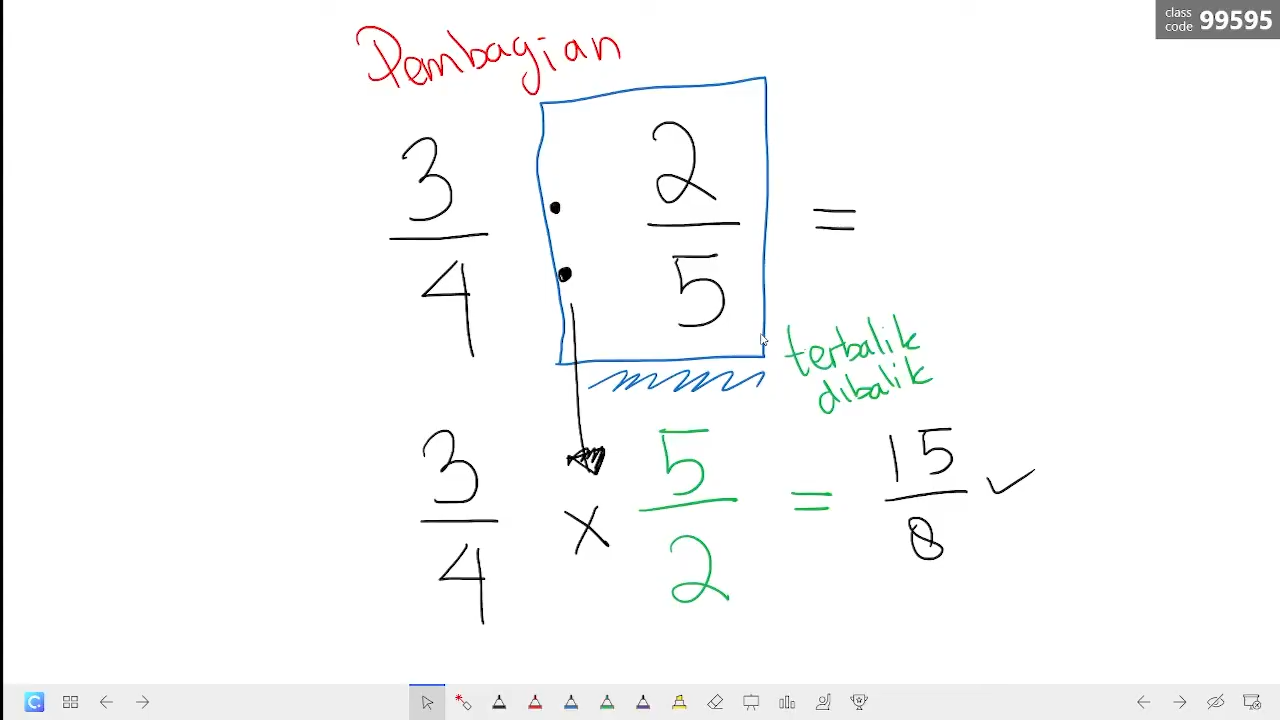 class code 99595
Pembagian
3/4 : 2/5 =
terbalik
dibalik
3/4 x 5/2 = 15/8 ✓